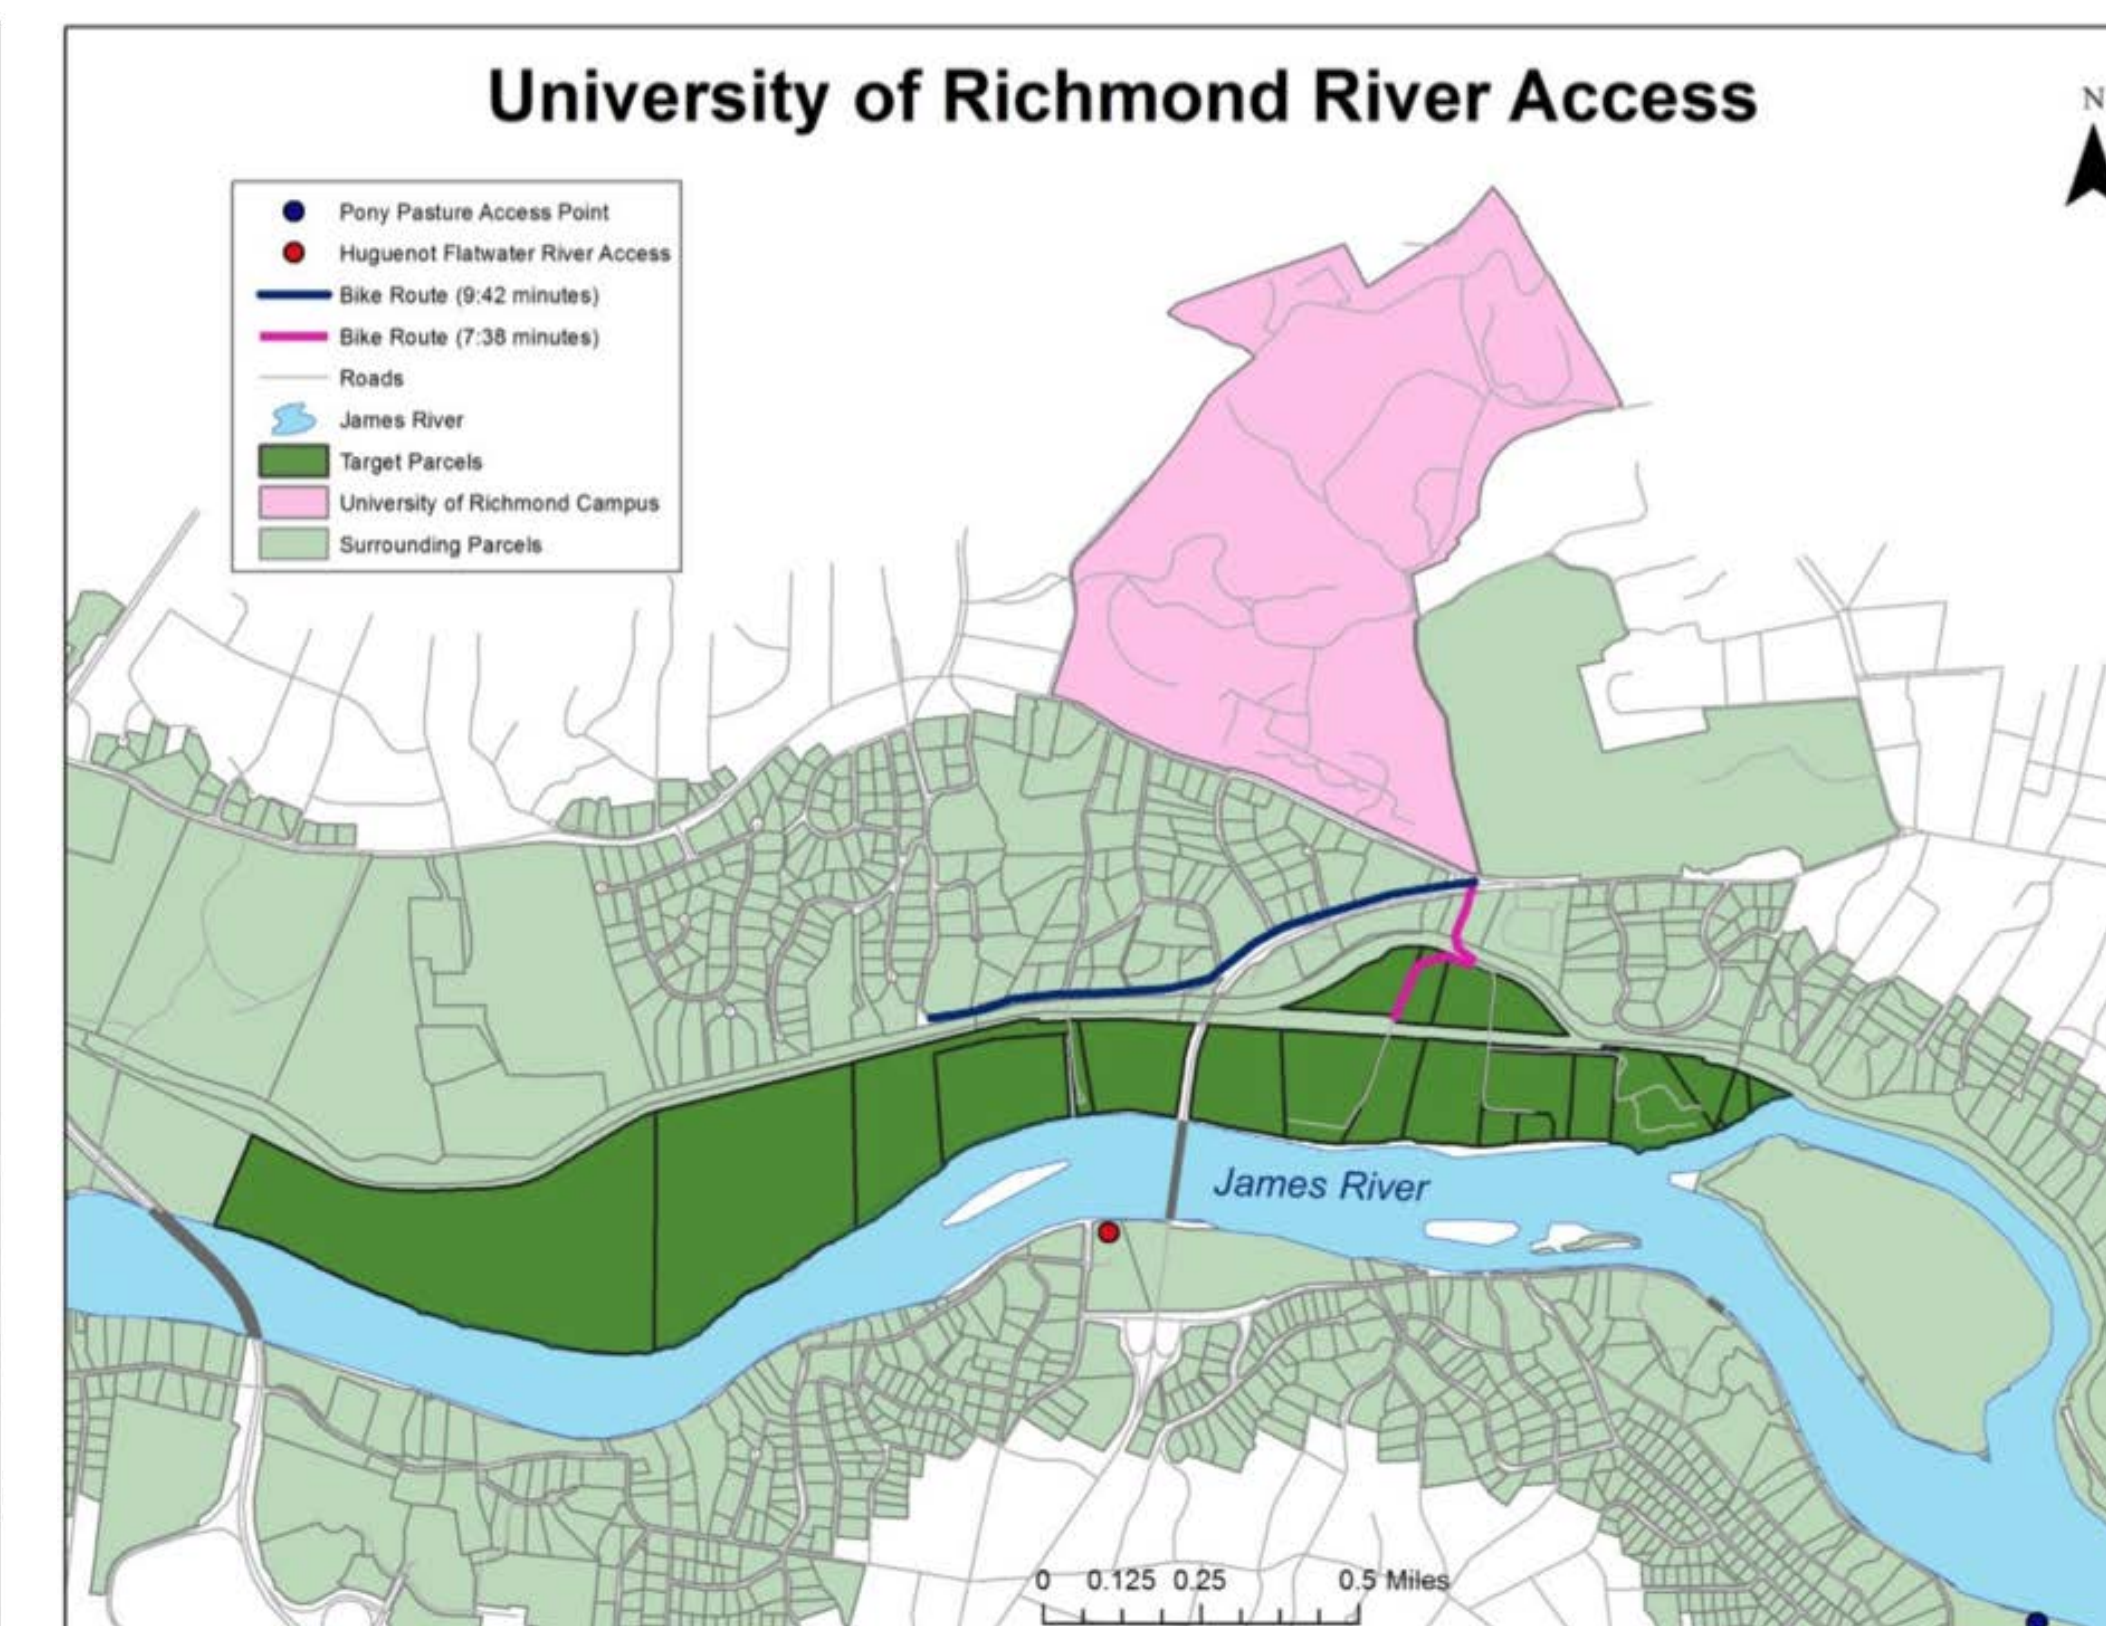 University of Richmond River Access
N
Pony Pasture Access Point
Huguenot Flatwater River Access
Bike Route (9:42 minutes)
Bike Route (7:38 minutes)
Roads
James River
Target Parcels
University of Richmond Campus
Surrounding Parcels
James River
0 0.125 0.25 0.5 Miles